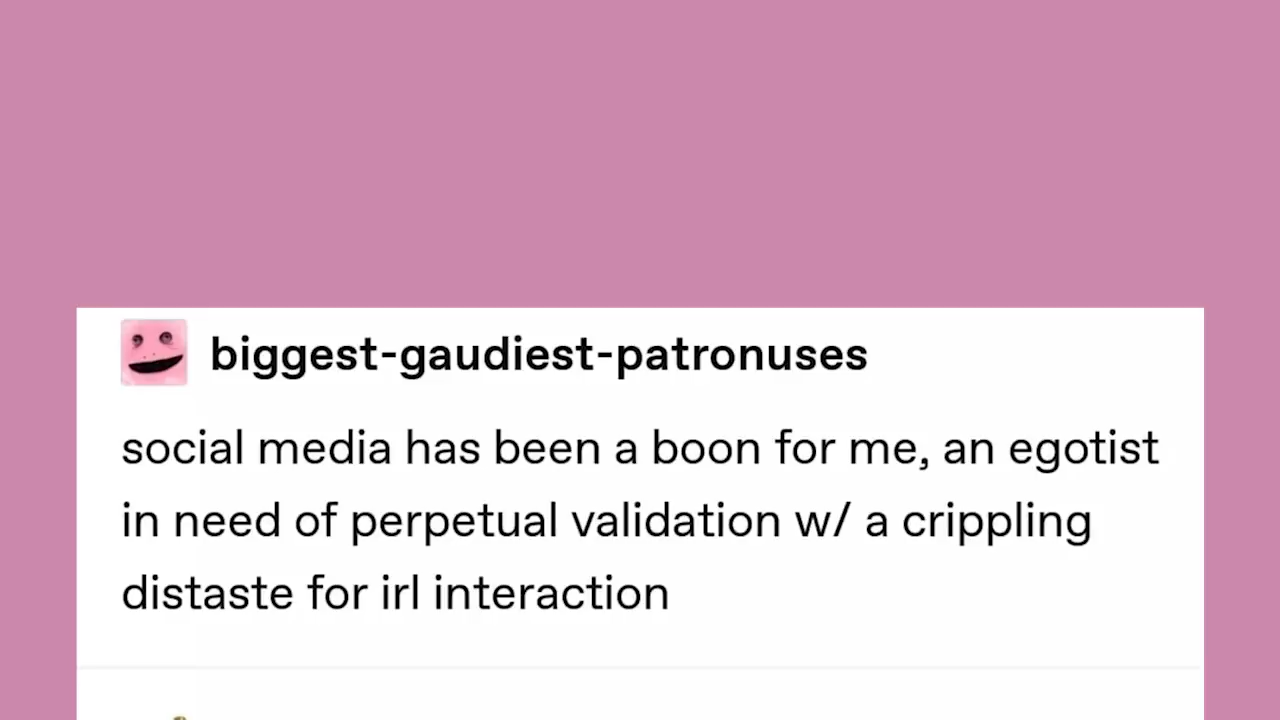 biggest-gaudiest-patronuses
social media has been a boon for me, an egotist
in need of perpetual validation w/ a crippling
distaste for irl interaction